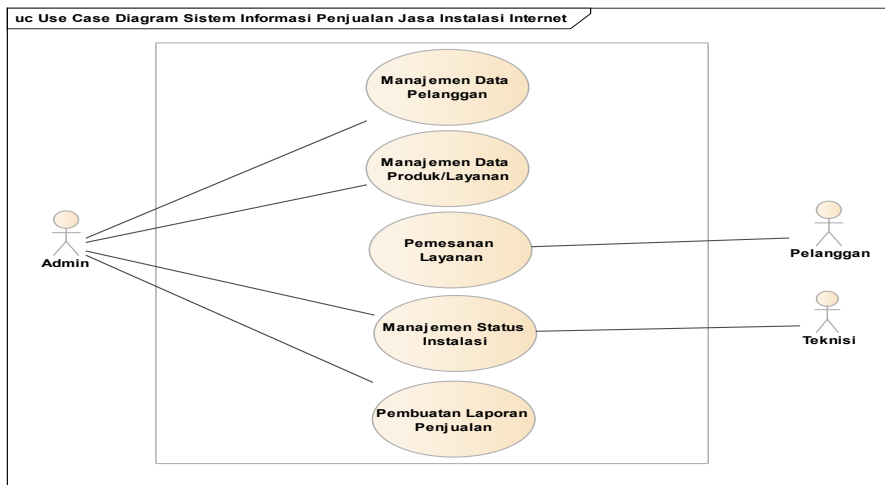 uc Use Case Diagram Sistem Informasi Penjualan Jasa Instalasi Internet
Manajemen Data
Pelanggan
Manajemen Data
Produk/Layanan
Pemesanan
Layanan
Manajemen Status
Instalasi
Pembuatan Laporan
Penjualan
Admin
Pelanggan
Teknisi